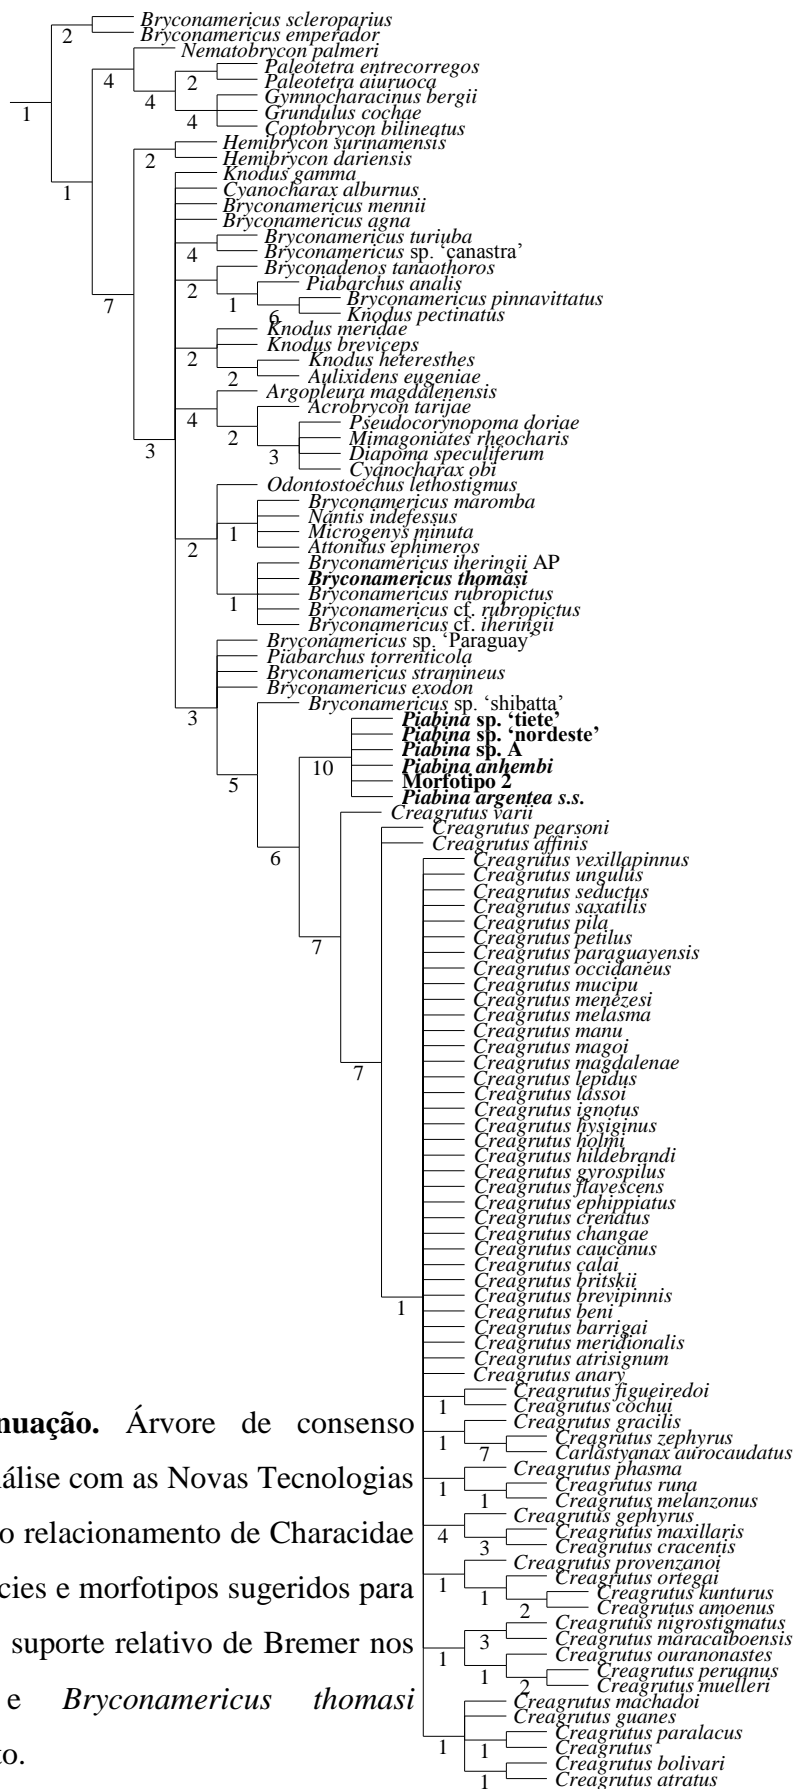 Bryconamericus scleroparius
2
Bryconamericus emperador
Nematobrycon palmeri
Paleotetra entrecorregos
4
2
Paleotetra aiuruoca
4
Gymnocharacinus bergii
1
Grundulus cochae
4
Coptobrycon bilineatus
Hemibrycon surinamensis
2
Hemibrycon dariensis
Knodus gamma
1
Cyanocharax alburnus
Bryconamericus mennii
Bryconamericus agna
Bryconamericus turiuba
4
Bryconamericus sp. ‘canastra’
Bryconadenos tanaothoros
2
Piabarchus analis
1
Bryconamericus pinnavittatus
7
6
Knodus pectinatus
Knodus meridae
Knodus breviceps
2
Knodus heteresthes
2
Aulixidens eugeniae
Argopleura magdalenensis
4
Acrobrycon tarijae
Pseudocorynopoma doriae
2
Mimagoniates rheocharis
3
3
Diapoma speculiferum
Cyanocharax obi
Odontostoechus lethostigmus
Bryconamericus maromba
Nantis indefessus
1
Microgenys minuta
2
Attonitus ephimeros
Bryconamericus iheringii AP
Bryconamericus thomasi
Bryconamericus rubropictus
1
Bryconamericus cf. rubropictus
Bryconamericus cf. iheringii
Bryconamericus sp. ‘Paraguay’
Piabarchus torrenticola
Bryconamericus stramineus
Bryconamericus exodon
Bryconamericus sp. ‘shibatta’
3
Piabina sp. ‘tiete’
Piabina sp. ‘nordeste’
Piabina sp. A
10
Piabina anhembi
5
Morfotipo 2
Piabina argentea s.s.
Creagrutus varii
Creagrutus pearsoni
Creagrutus affinis
6
Creagrutus vexillapinnus
Creagrutus ungulus
Creagrutus seductus
Creagrutus saxatilis
Creagrutus pila
Creagrutus petilus
7
Creagrutus paraguayensis
Creagrutus occidaneus
Creagrutus mucipu
Creagrutus menezesi
Creagrutus melasma
Creagrutus manu
Creagrutus magoi
Creagrutus magdalenae
7
Creagrutus lepidus
Creagrutus lassoi
Creagrutus ignotus
Creagrutus hysiginus
Creagrutus holmi
Creagrutus hildebrandi
Creagrutus gyrospilus
Creagrutus flavescens
Creagrutus ephippiatus
Creagrutus crenatus
Creagrutus changae
Creagrutus caucanus
Creagrutus calai
Creagrutus britskii
Creagrutus brevipinnis
1
Creagrutus beni
Creagrutus barrigai
Creagrutus meridionalis
Creagrutus atrisignum
Creagrutus anary
Creagrutus figueiredoi
1
Creagrutus cochui
Creagrutus gracilis
1
Creagrutus zephyrus
7
Carlastyanax aurocaudatus
Creagrutus phasma
1
Creagrutus runa
1
Creagrutus melanzonus
Creagrutus gephyrus
4
Creagrutus maxillaris
3
Creagrutus cracentis
Creagrutus provenzanoi
1
Creagrutus ortegai
1
Creagrutus kunturus
2
Creagrutus amoenus
Creagrutus nigrostigmatus
3
Creagrutus maracaiboensis
1
Creagrutus ouranonastes
1
Creagrutus peruanus
2
Creagrutus muelleri
Creagrutus machadoi
Creagrutus guanes
1
Creagrutus paralacus
1
Creagrutus
Creagrutus bolivari
1
Creagrutus atratus
nuação. Árvore de consenso
nálise com as Novas Tecnologias
o relacionamento de Characidae
cies e morfotipos sugeridos para
suporte relativo de Bremer nos
e Bryconamericus thomasi
to.